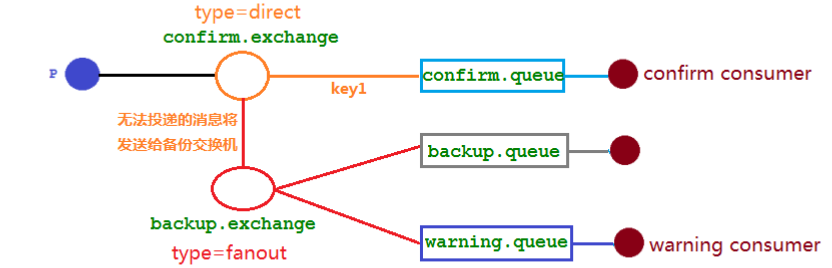 type=direct
confirm.exchange
P
key1
confirm.queue
confirm consumer
无法投递的消息将
发送给备份交换机
backup.queue
backup.exchange
type=fanout
warning.queue
warning consumer